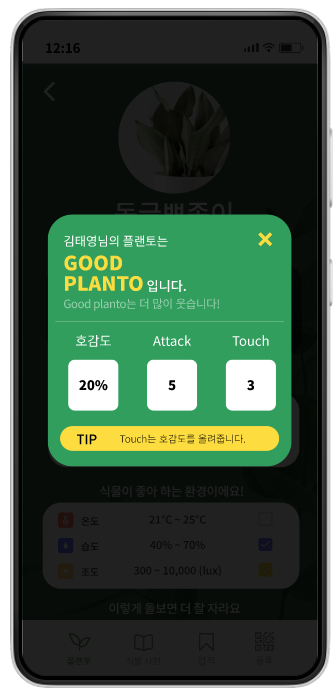 12:16
김태영님의 플랜토는
GOOD
PLANTO 입니다.
Good planto는 더 많이 웃습니다!
호감도 Attack Touch
20% 5 3
TIP Touch는 호감도를 올려줍니다.
식물이 좋아 하는 환경이에요!
온도 21°C ~ 25°C
습도 40% ~ 70%
조도 300 ~ 10,000 (lux)
이렇게 돌보면 더 잘 자라요
플랜토 식물 사전 업적 공유